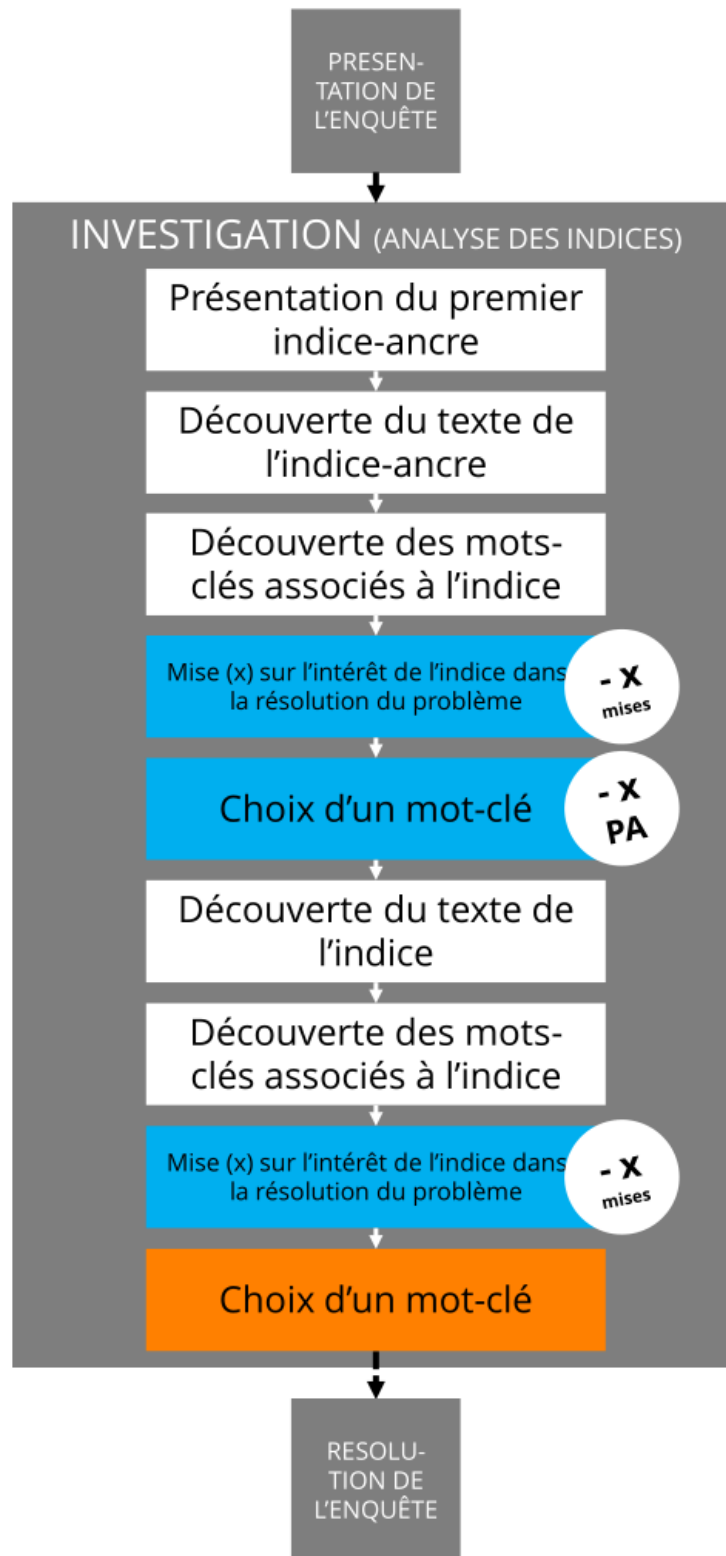 PRESEN-
TATION DE
L'ENQUÊTE
INVESTIGATION (ANALYSE DES INDICES)
Présentation du premier
indice-ancre
Découverte du texte de
l'indice-ancre
Découverte des mots-
clés associés à l'indice
Mise (x) sur l'intérêt de l'indice dans
la résolution du problème
- x
mises
Choix d'un mot-clé
- x
PA
Découverte du texte de
l'indice
Découverte des mots-
clés associés à l'indice
Mise (x) sur l'intérêt de l'indice dans
la résolution du problème
- x
mises
Choix d'un mot-clé
RESOLU-
TION DE
L'ENQUÊTE